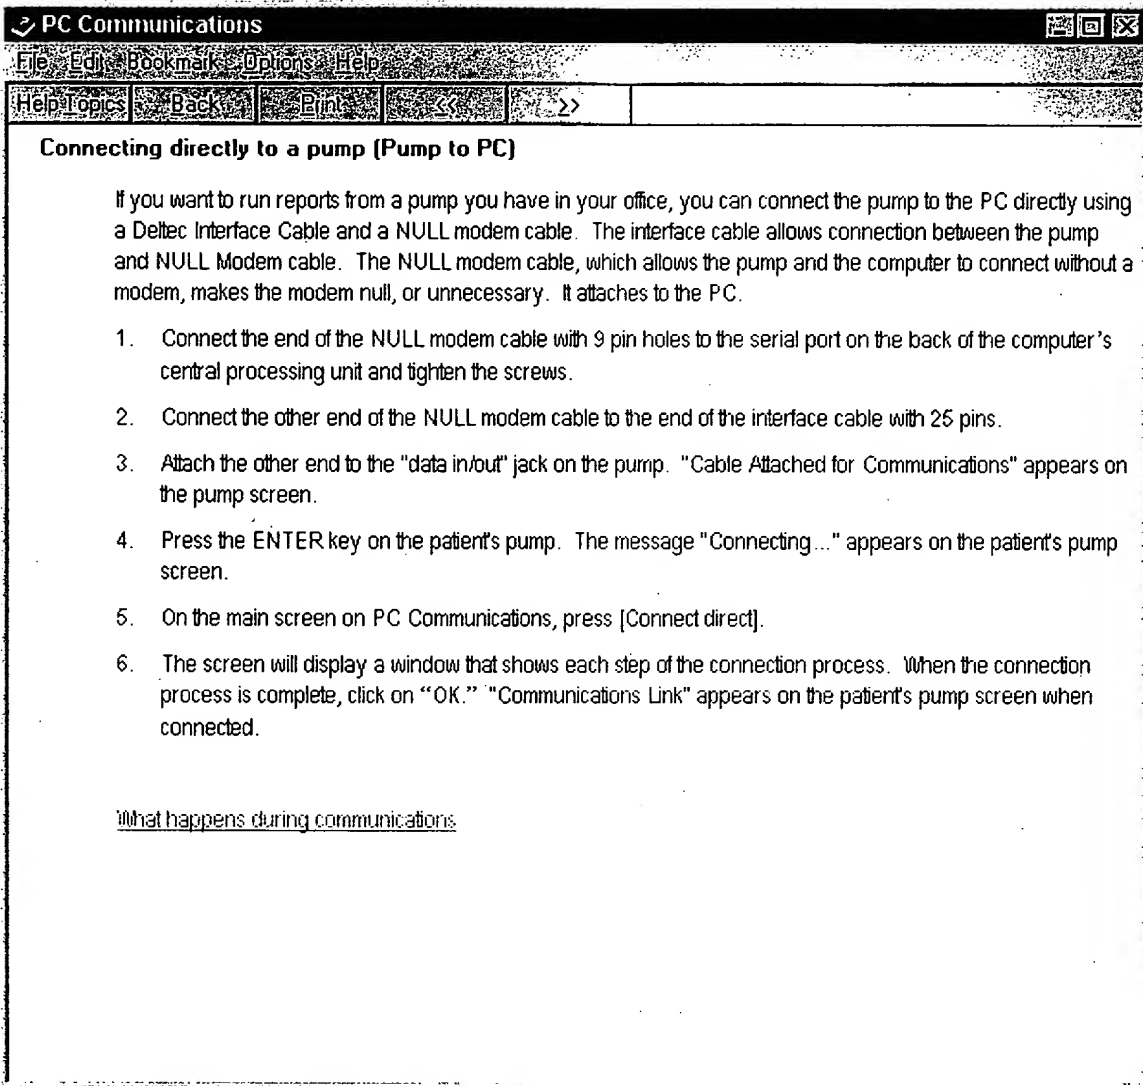 PC Communications
File Edit Bookmark Options Help
Help Topics Back Print << >>
Connecting directly to a pump (Pump to PC)
If you want to run reports from a pump you have in your office, you can connect the pump to the PC directly using
a Deltec Interface Cable and a NULL modem cable. The interface cable allows connection between the pump
and NULL Modem cable. The NULL modem cable, which allows the pump and the computer to connect without a
modem, makes the modem null, or unnecessary. It attaches to the PC.
1. Connect the end of the NULL modem cable with 9 pin holes to the serial port on the back of the computer's
central processing unit and tighten the screws.
2. Connect the other end of the NULL modem cable to the end of the interface cable with 25 pins.
3. Attach the other end to the "data in/out" jack on the pump. "Cable Attached for Communications" appears on
the pump screen.
4. Press the ENTER key on the patient's pump. The message "Connecting..." appears on the patient's pump
screen.
5. On the main screen on PC Communications, press [Connect direct].
6. The screen will display a window that shows each step of the connection process. When the connection
process is complete, click on “OK.” "Communications Link" appears on the patient's pump screen when
connected.
What happens during communications